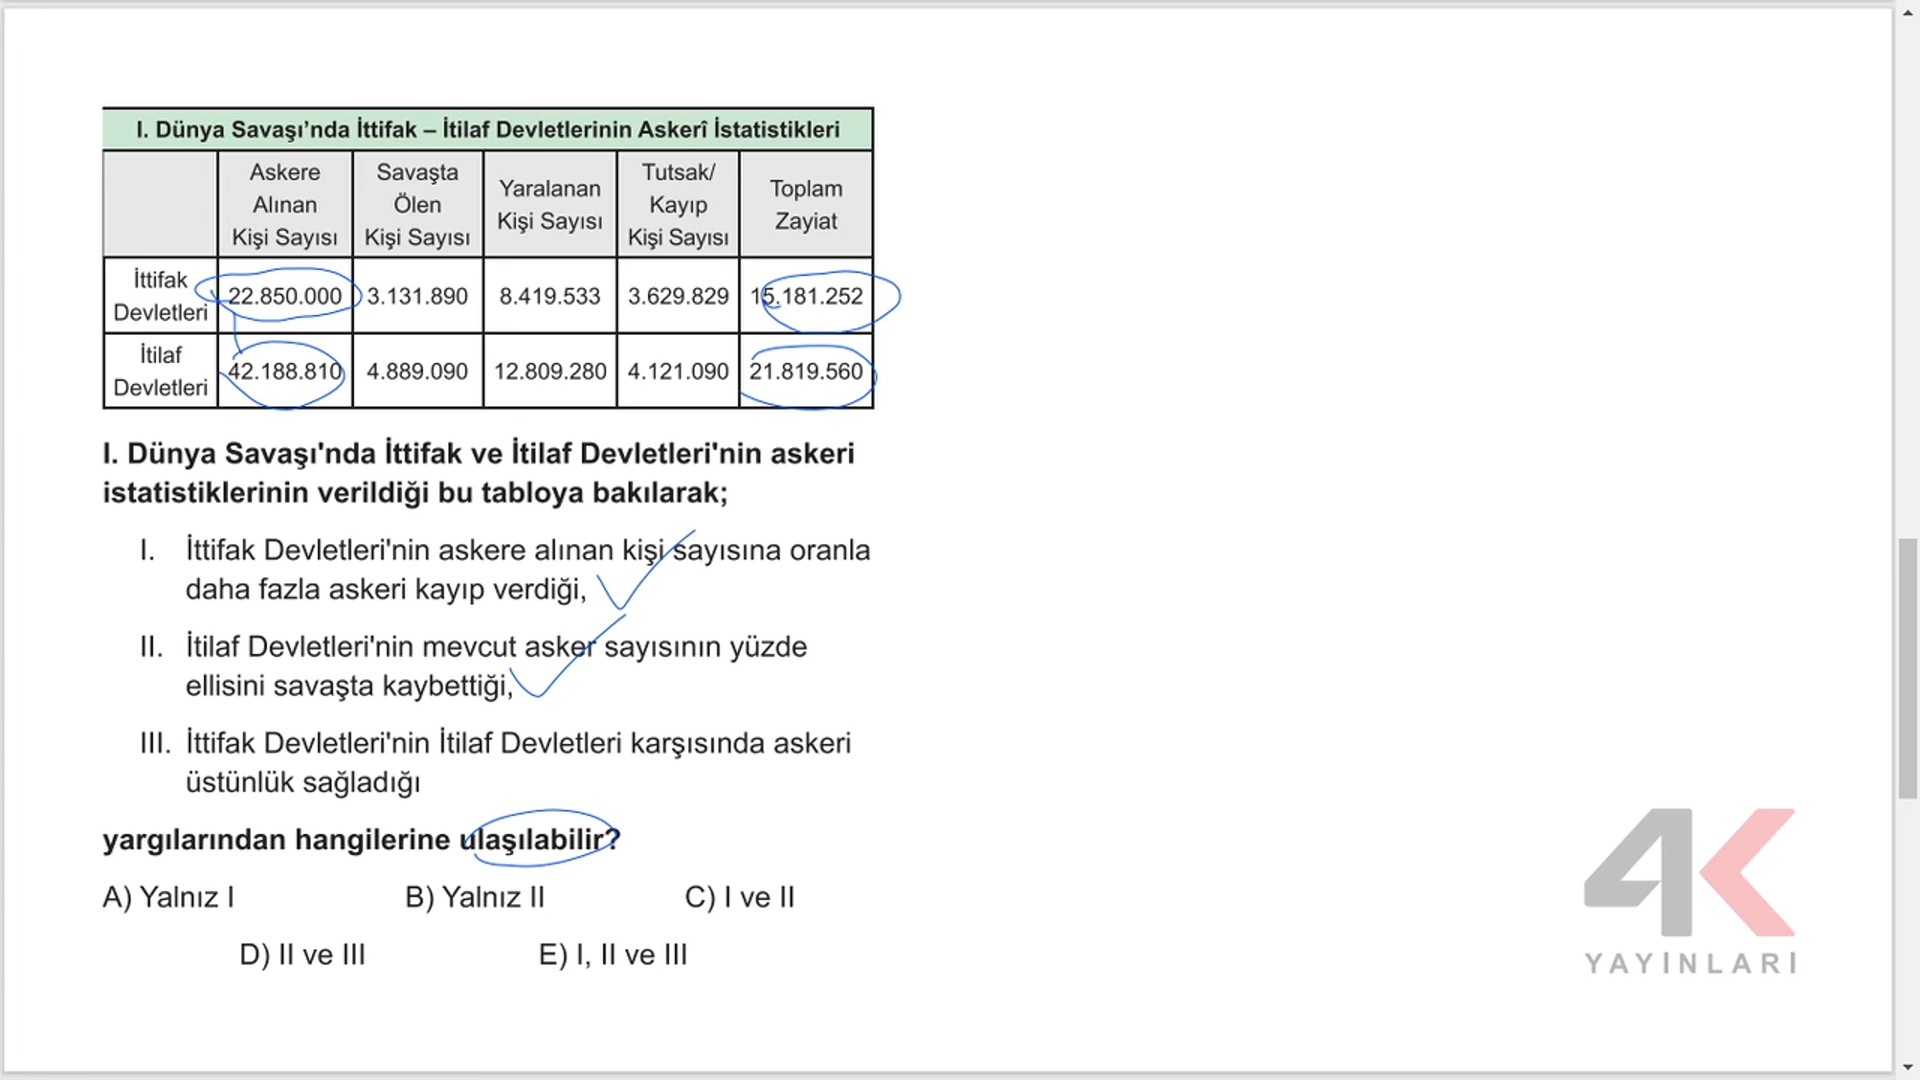 I. Dünya Savaşı’nda İttifak – İtilaf Devletlerinin Askerî İstatistikleri
Askere Alınan Kişi Sayısı
Savaşta Ölen Kişi Sayısı
Yaralanan Kişi Sayısı
Tutsak/ Kayıp Kişi Sayısı
Toplam Zayiat
İttifak Devletleri 22.850.000 3.131.890 8.419.533 3.629.829 15.181.252
İtilaf Devletleri 42.188.810 4.889.090 12.809.280 4.121.090 21.819.560
I. Dünya Savaşı'nda İttifak ve İtilaf Devletleri'nin askeri
istatistiklerinin verildiği bu tabloya bakılarak;
I. İttifak Devletleri'nin askere alınan kişi sayısına oranla
daha fazla askeri kayıp verdiği,
II. İtilaf Devletleri'nin mevcut asker sayısının yüzde
ellisini savaşta kaybettiği,
III. İttifak Devletleri'nin İtilaf Devletleri karşısında askeri
üstünlük sağladığı
yargılarından hangilerine ulaşılabilir?
A) Yalnız I B) Yalnız II C) I ve II
D) II ve III E) I, II ve III
4K
YAYINLARI